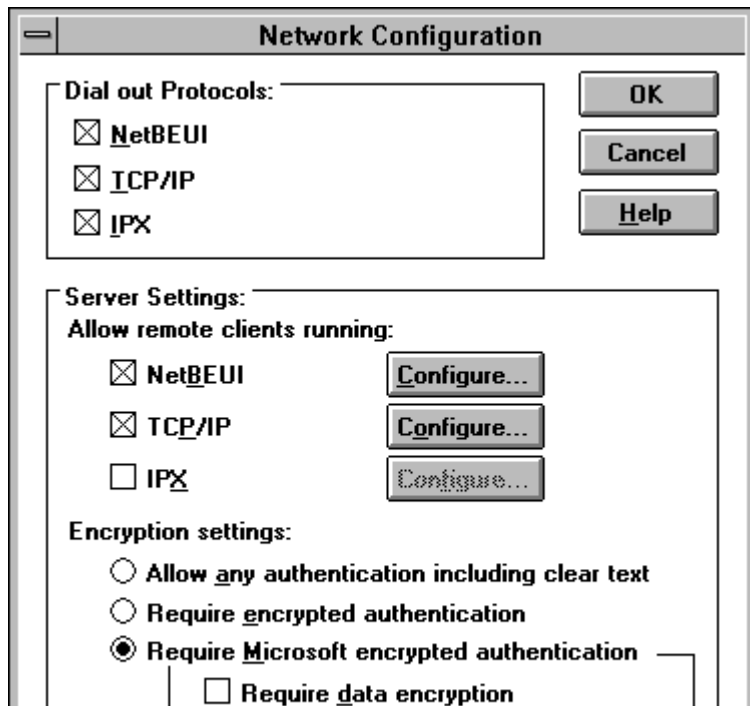 Network Configuration
Dial out Protocols:
OK
NetBEUI
Cancel
TCP/IP
Help
IPX
Server Settings:
Allow remote clients running:
NetBEUI Configure...
TCP/IP Configure...
IPX Configure...
Encryption settings:
Allow any authentication including clear text
Require encrypted authentication
Require Microsoft encrypted authentication
Require data encryption